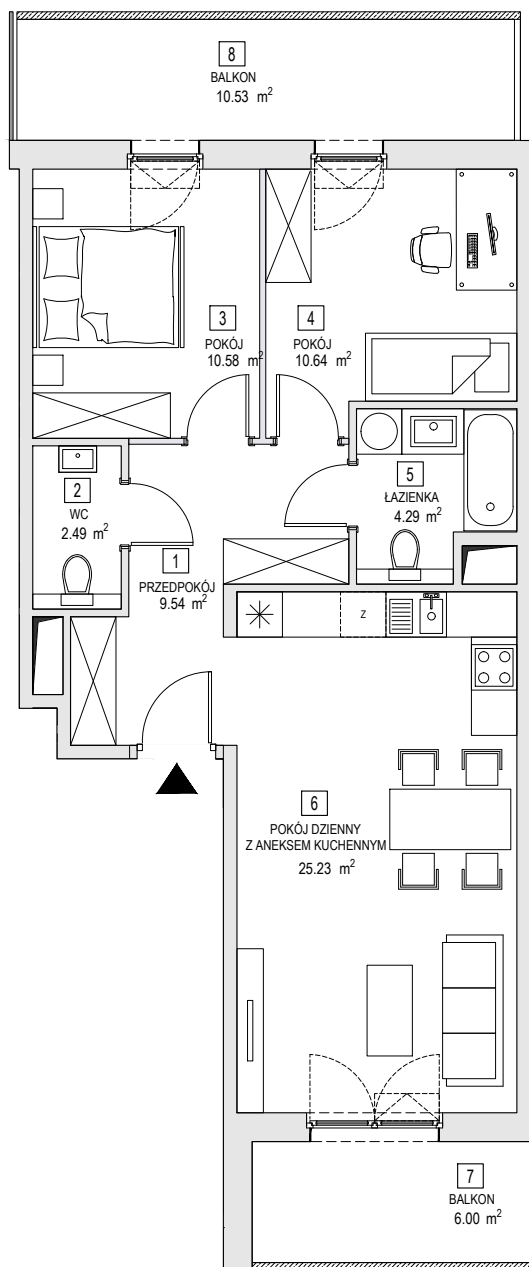 8
BALKON
10.53 m²
3
POKÓJ
10.58 m²
4
POKÓJ
10.64 m²
2
WC
2.49 m²
5
ŁAZIENKA
4.29 m²
1
PRZEDPOKÓJ
9.54 m²
Z
6
POKÓJ DZIENNY
Z ANEKSEM KUCHENNYM
25.23 m²
7
BALKON
6.00 m²